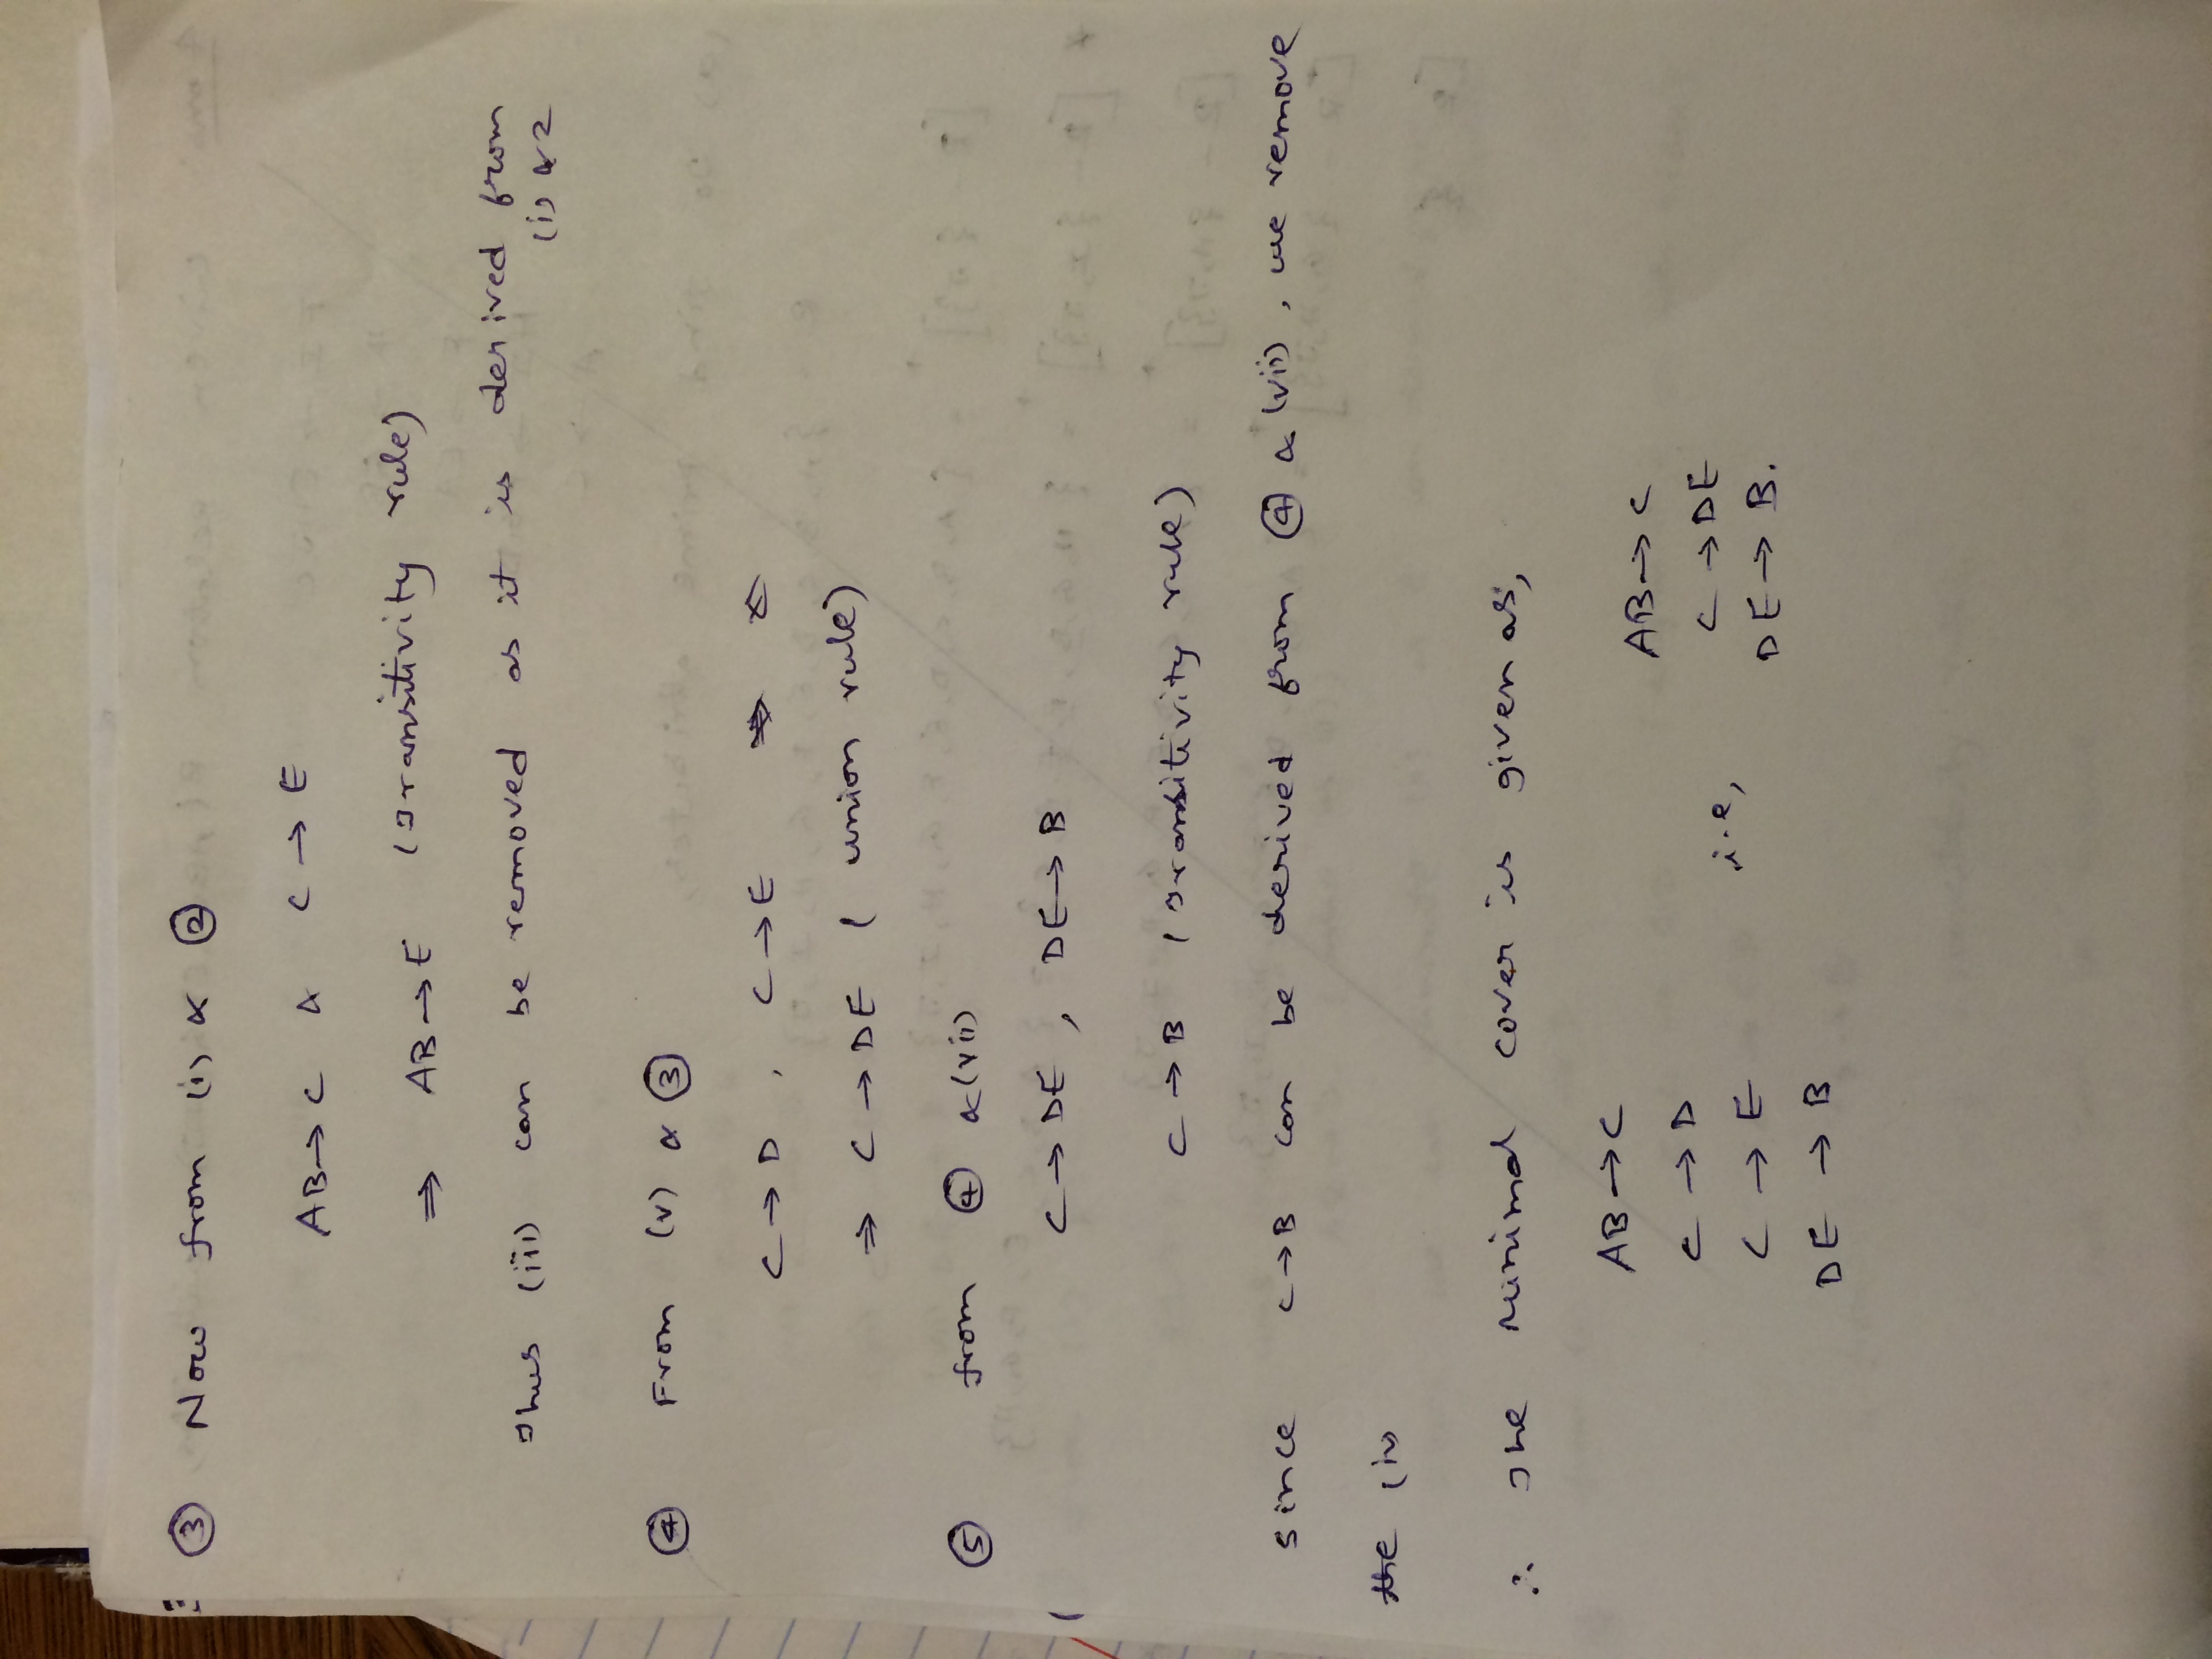 ③ Now from (i) & ②
AB→C & C→E
⇒ AB→E (Transitivity rule)
Thus (iii) can be removed as it is derived from
(i) & 2
④ From (v) & ③
C→D , C→E
⇒ C→DE ( union rule)
⑤ from ④ & (vii)
C→DE , DE→B
C→B (Transitivity rule)
since C→B can be derived from ④ & (vii), we remove
the (iv)
∴ The minimal cover is given as,
AB→C
C→D
C→E
DE→B
i.e,
AB→C
C→DE
DE→B.